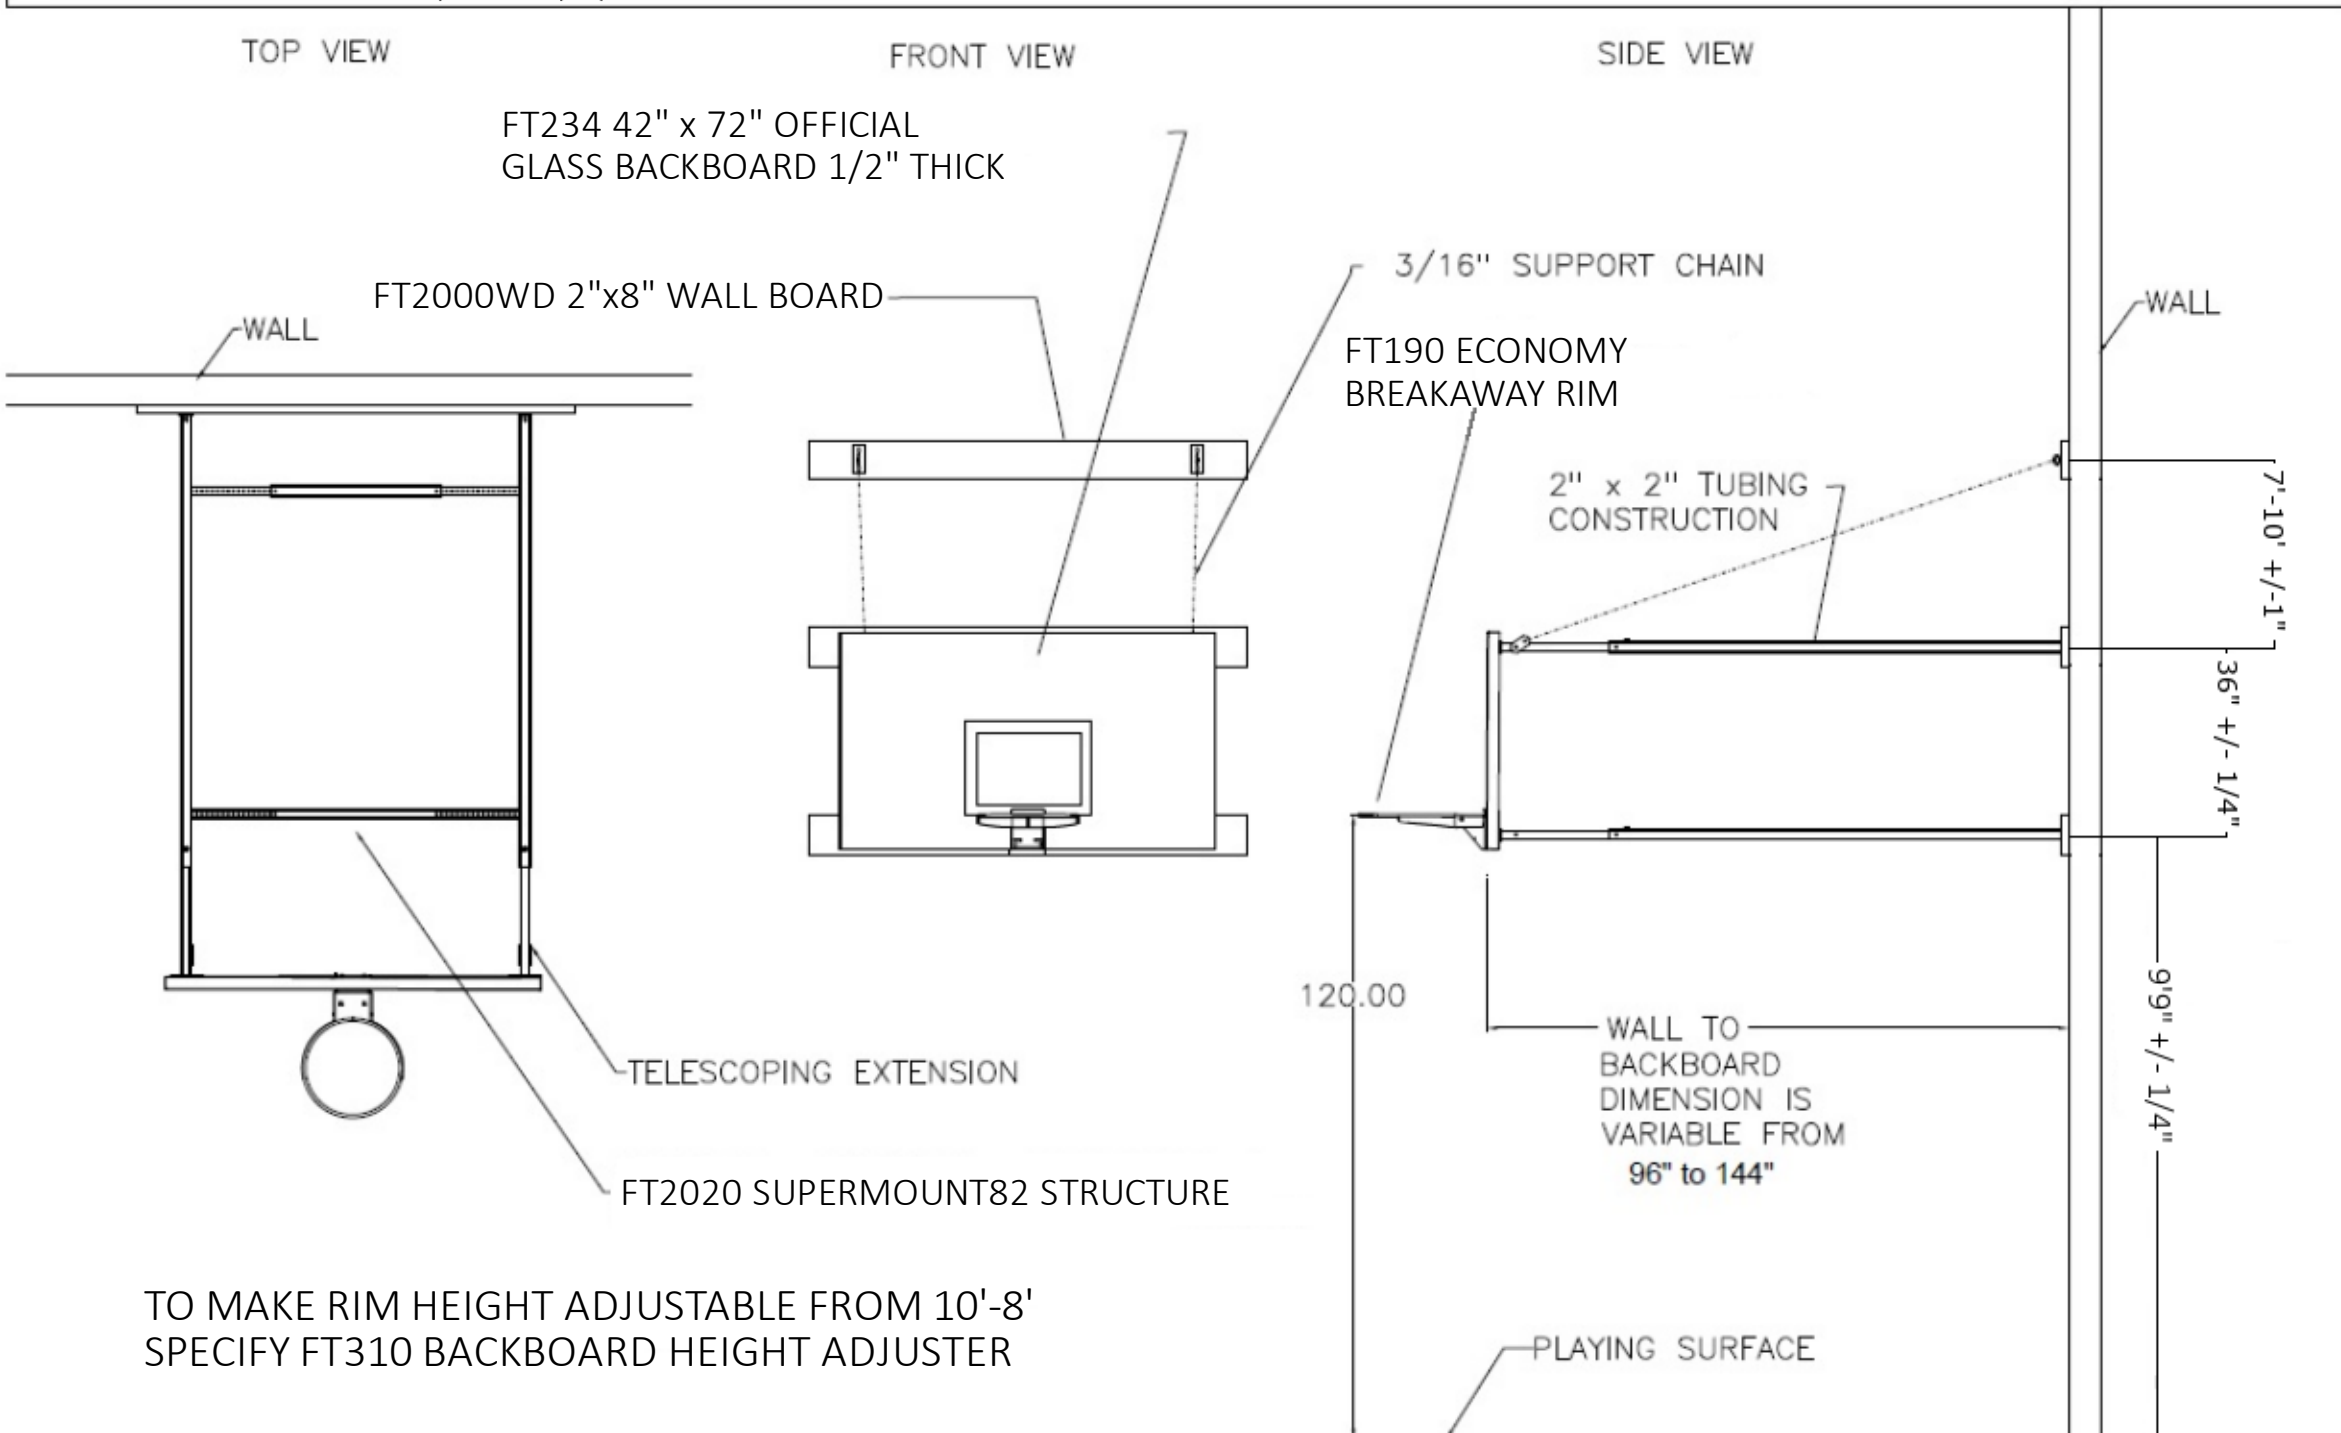 TOP VIEW
FRONT VIEW
SIDE VIEW
FT234 42" x 72" OFFICIAL
GLASS BACKBOARD 1/2" THICK
3/16" SUPPORT CHAIN
FT2000WD 2"x8" WALL BOARD
WALL
WALL
FT190 ECONOMY
BREAKAWAY RIM
2" x 2" TUBING
CONSTRUCTION
7'-10' +/-1"
36" +/- 1/4"
120.00
9'9" +/- 1/4"
WALL TO
BACKBOARD
DIMENSION IS
VARIABLE FROM
96" to 144"
TELESCOPING EXTENSION
FT2020 SUPERMOUNT82 STRUCTURE
TO MAKE RIM HEIGHT ADJUSTABLE FROM 10'-8'
SPECIFY FT310 BACKBOARD HEIGHT ADJUSTER
PLAYING SURFACE